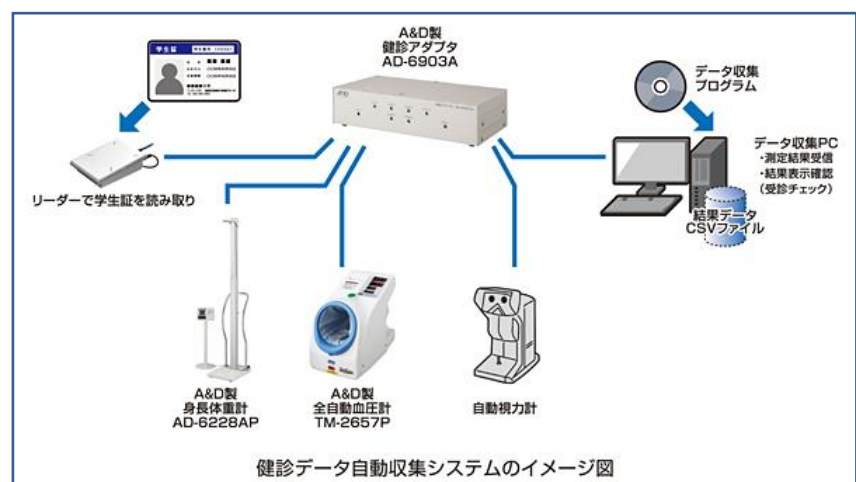 A&D製
健診アダプタ
AD-6903A
学生証
データ収集
プログラム
データ収集PC
・測定結果受信
・結果表示確認
（受診チェック）
結果データ
CSVファイル
リーダーで学生証を読み取り
A&D製
身長体重計
AD-6228AP
A&D製
全自動血圧計
TM-2657P
自動視力計
健診データ自動収集システムのイメージ図